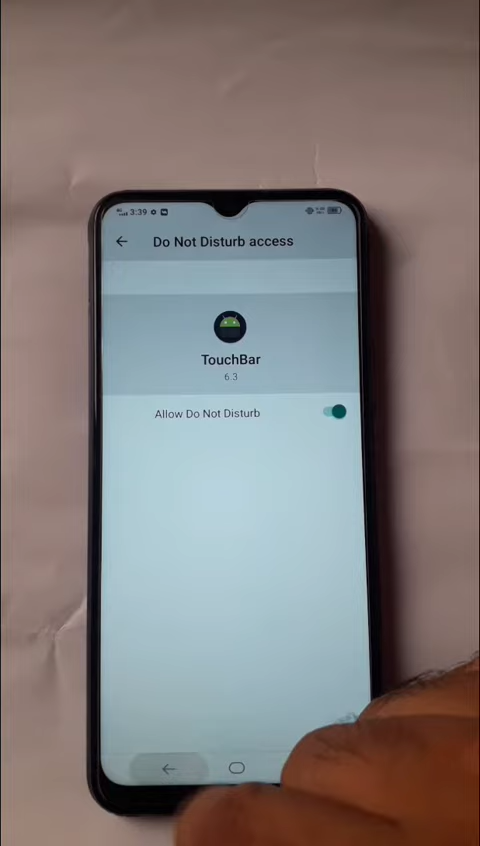 3:39
Do Not Disturb access
TouchBar
6.3
Allow Do Not Disturb